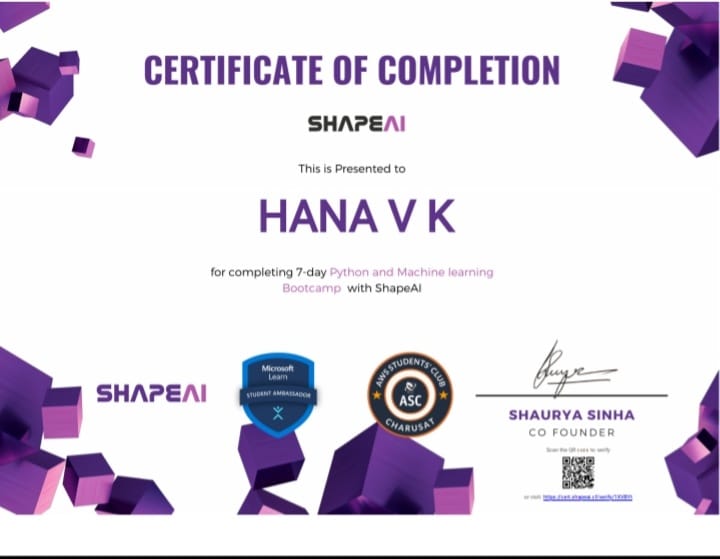 CERTIFICATE OF COMPLETION
SHAPEAI
This is Presented to
HANA V K
for completing 7-day Python and Machine learning
Bootcamp with ShapeAI
SHAPEAI
Microsoft
Learn
STUDENT AMBASSADOR
AWS STUDENTS' CLUB
ASC
CHARUSAT
SHAURYA SINHA
CO FOUNDER
Scan the QR code to verify
or visit: